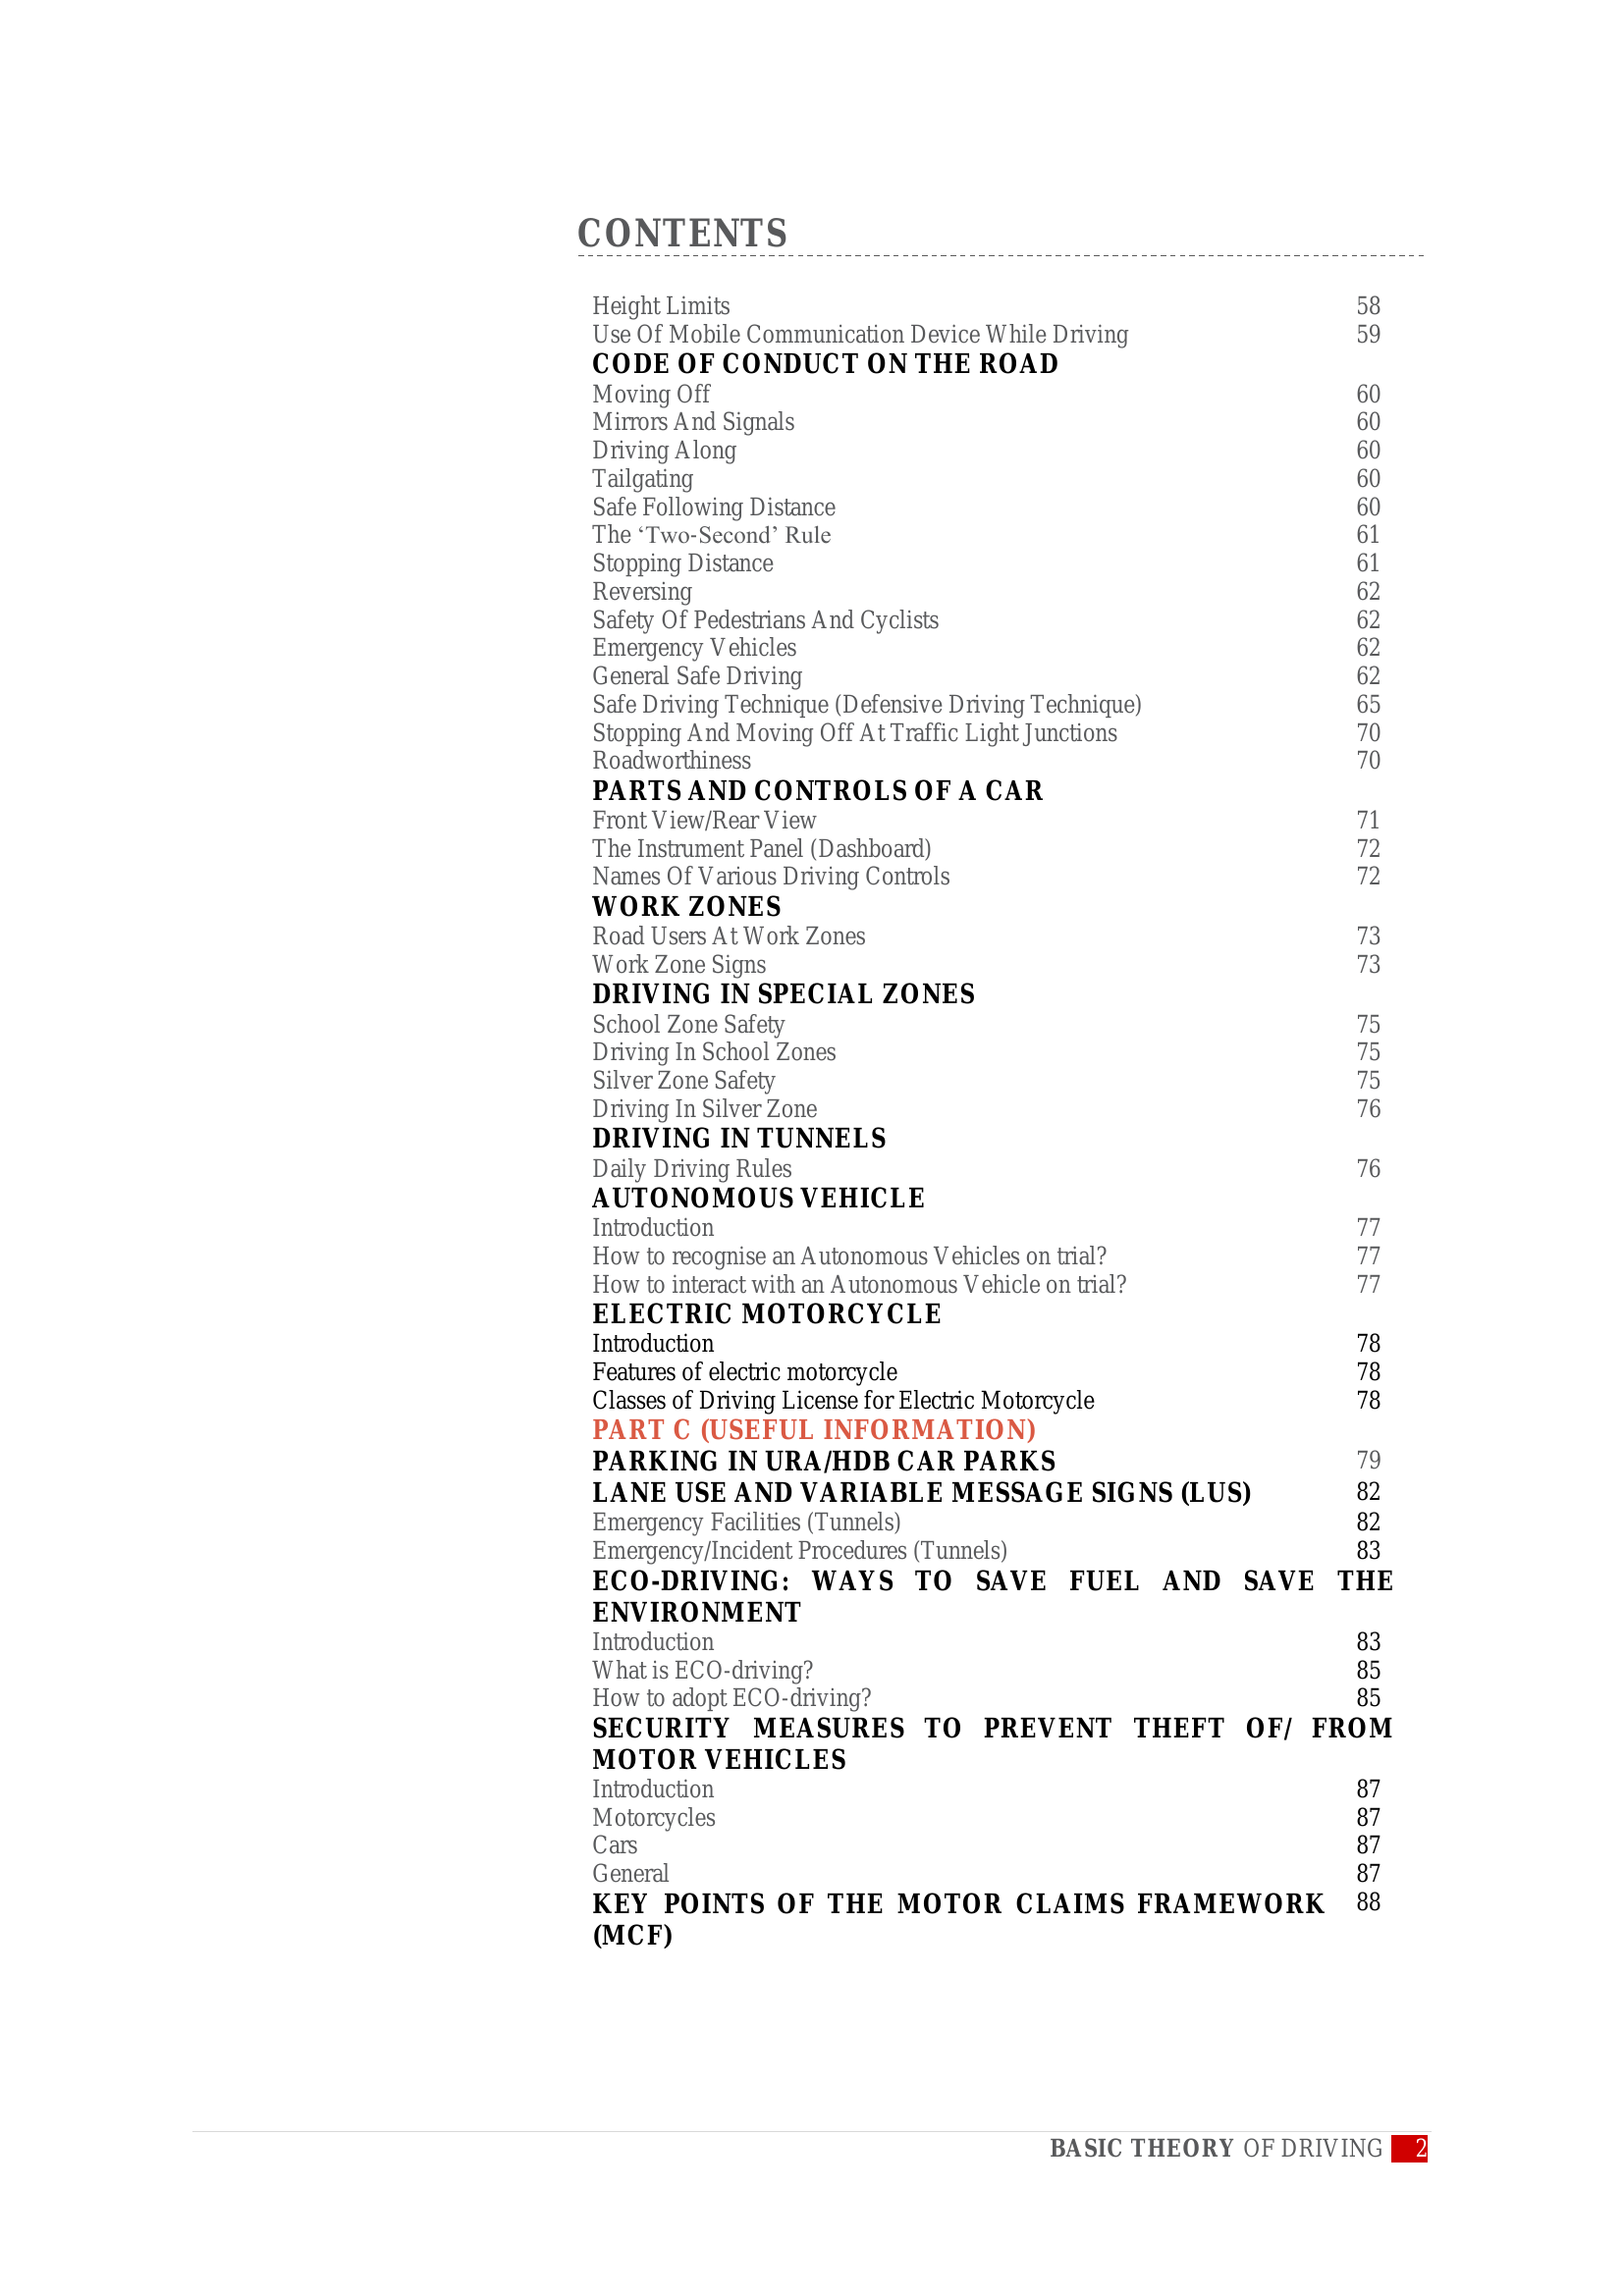 CONTENTS
Height Limits 58
Use Of Mobile Communication Device While Driving 59
CODE OF CONDUCT ON THE ROAD
Moving Off 60
Mirrors And Signals 60
Driving Along 60
Tailgating 60
Safe Following Distance 60
The ‘Two-Second’ Rule 61
Stopping Distance 61
Reversing 62
Safety Of Pedestrians And Cyclists 62
Emergency Vehicles 62
General Safe Driving 62
Safe Driving Technique (Defensive Driving Technique) 65
Stopping And Moving Off At Traffic Light Junctions 70
Roadworthiness 70
PARTS AND CONTROLS OF A CAR
Front View/Rear View 71
The Instrument Panel (Dashboard) 72
Names Of Various Driving Controls 72
WORK ZONES
Road Users At Work Zones 73
Work Zone Signs 73
DRIVING IN SPECIAL ZONES
School Zone Safety 75
Driving In School Zones 75
Silver Zone Safety 75
Driving In Silver Zone 76
DRIVING IN TUNNELS
Daily Driving Rules 76
AUTONOMOUS VEHICLE
Introduction 77
How to recognise an Autonomous Vehicles on trial? 77
How to interact with an Autonomous Vehicle on trial? 77
ELECTRIC MOTORCYCLE
Introduction 78
Features of electric motorcycle 78
Classes of Driving License for Electric Motorcycle 78
PART C (USEFUL INFORMATION)
PARKING IN URA/HDB CAR PARKS 79
LANE USE AND VARIABLE MESSAGE SIGNS (LUS) 82
Emergency Facilities (Tunnels) 82
Emergency/Incident Procedures (Tunnels) 83
ECO-DRIVING: WAYS TO SAVE FUEL AND SAVE THE
ENVIRONMENT
Introduction 83
What is ECO-driving? 85
How to adopt ECO-driving? 85
SECURITY MEASURES TO PREVENT THEFT OF/ FROM
MOTOR VEHICLES
Introduction 87
Motorcycles 87
Cars 87
General 87
KEY POINTS OF THE MOTOR CLAIMS FRAMEWORK 88
(MCF)
BASIC THEORY OF DRIVING 2